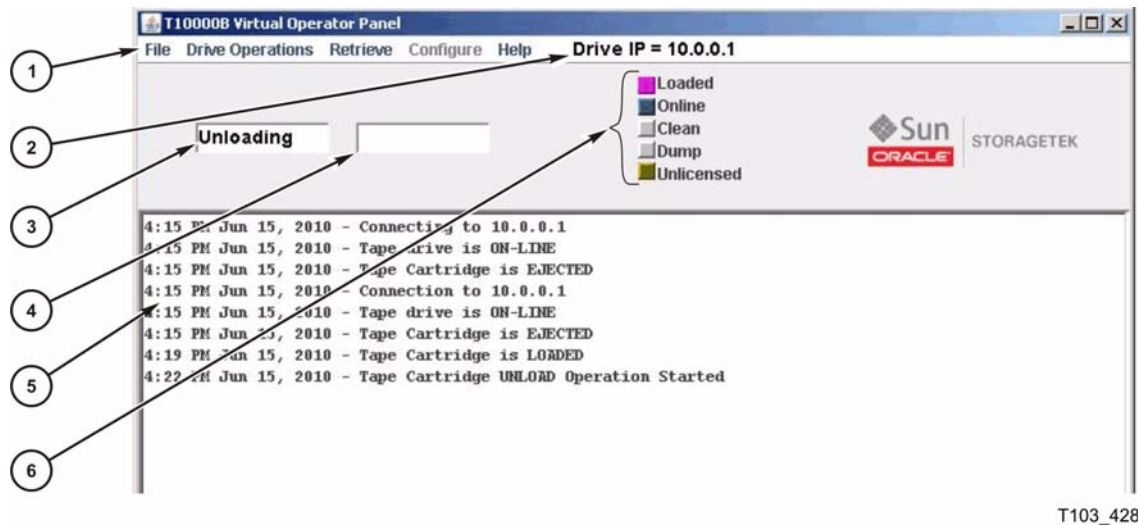 T10000B Virtual Operator Panel
File Drive Operations Retrieve Configure Help Drive IP = 10.0.0.1
1
Loaded
Online
Clean
Dump
Unlicensed
2
Unloading
Sun
ORACLE
STORAGETEK
3
4:15 PM Jun 15, 2010 - Connecting to 10.0.0.1
4:15 PM Jun 15, 2010 - Tape drive is ON-LINE
4:15 PM Jun 15, 2010 - Tape Cartridge is EJECTED
4:15 PM Jun 15, 2010 - Connection to 10.0.0.1
4:15 PM Jun 15, 2010 - Tape drive is ON-LINE
4:15 PM Jun 15, 2010 - Tape Cartridge is EJECTED
4:19 PM Jun 15, 2010 - Tape Cartridge is LOADED
4:22 PM Jun 15, 2010 - Tape Cartridge UNLOAD Operation Started
4
5
6
T103_428